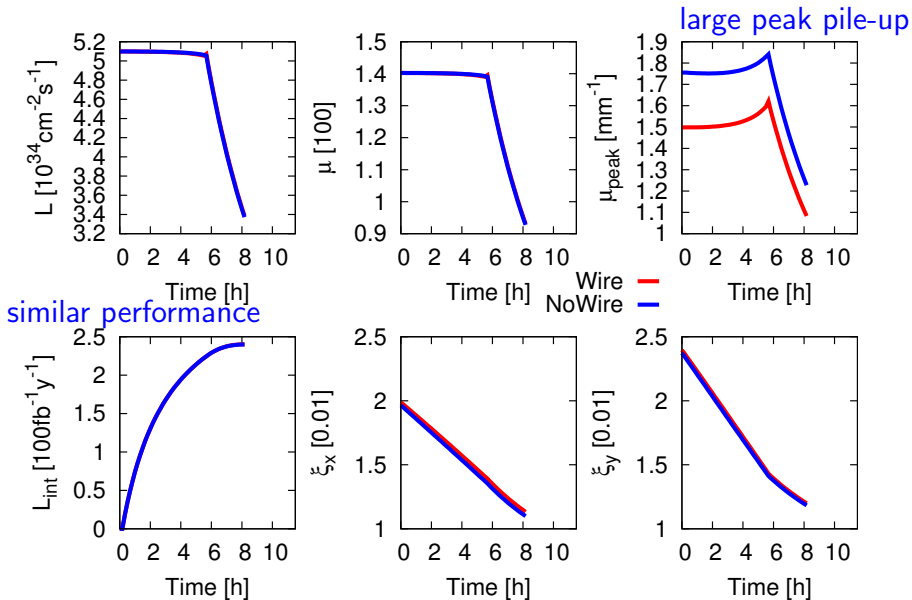 large peak pile-up
L [10^34 cm^-2 s^-1]
5.2
5
4.8
4.6
4.4
4.2
4
3.8
3.6
3.4
3.2
0 2 4 6 8 10
Time [h]
μ [100]
1.5
1.4
1.3
1.2
1.1
1
0.9
0 2 4 6 8 10
Time [h]
μ_peak [mm^-1]
1.9
1.8
1.7
1.6
1.5
1.4
1.3
1.2
1.1
1
0 2 4 6 8 10
Time [h]
Wire
NoWire
similar performance
L_int [100fb^-1 y^-1]
2.5
2
1.5
1
0.5
0
0 2 4 6 8 10
Time [h]
ξ_x [0.01]
2.5
2
1.5
1
0 2 4 6 8 10
Time [h]
ξ_y [0.01]
2.5
2
1.5
1
0 2 4 6 8 10
Time [h]